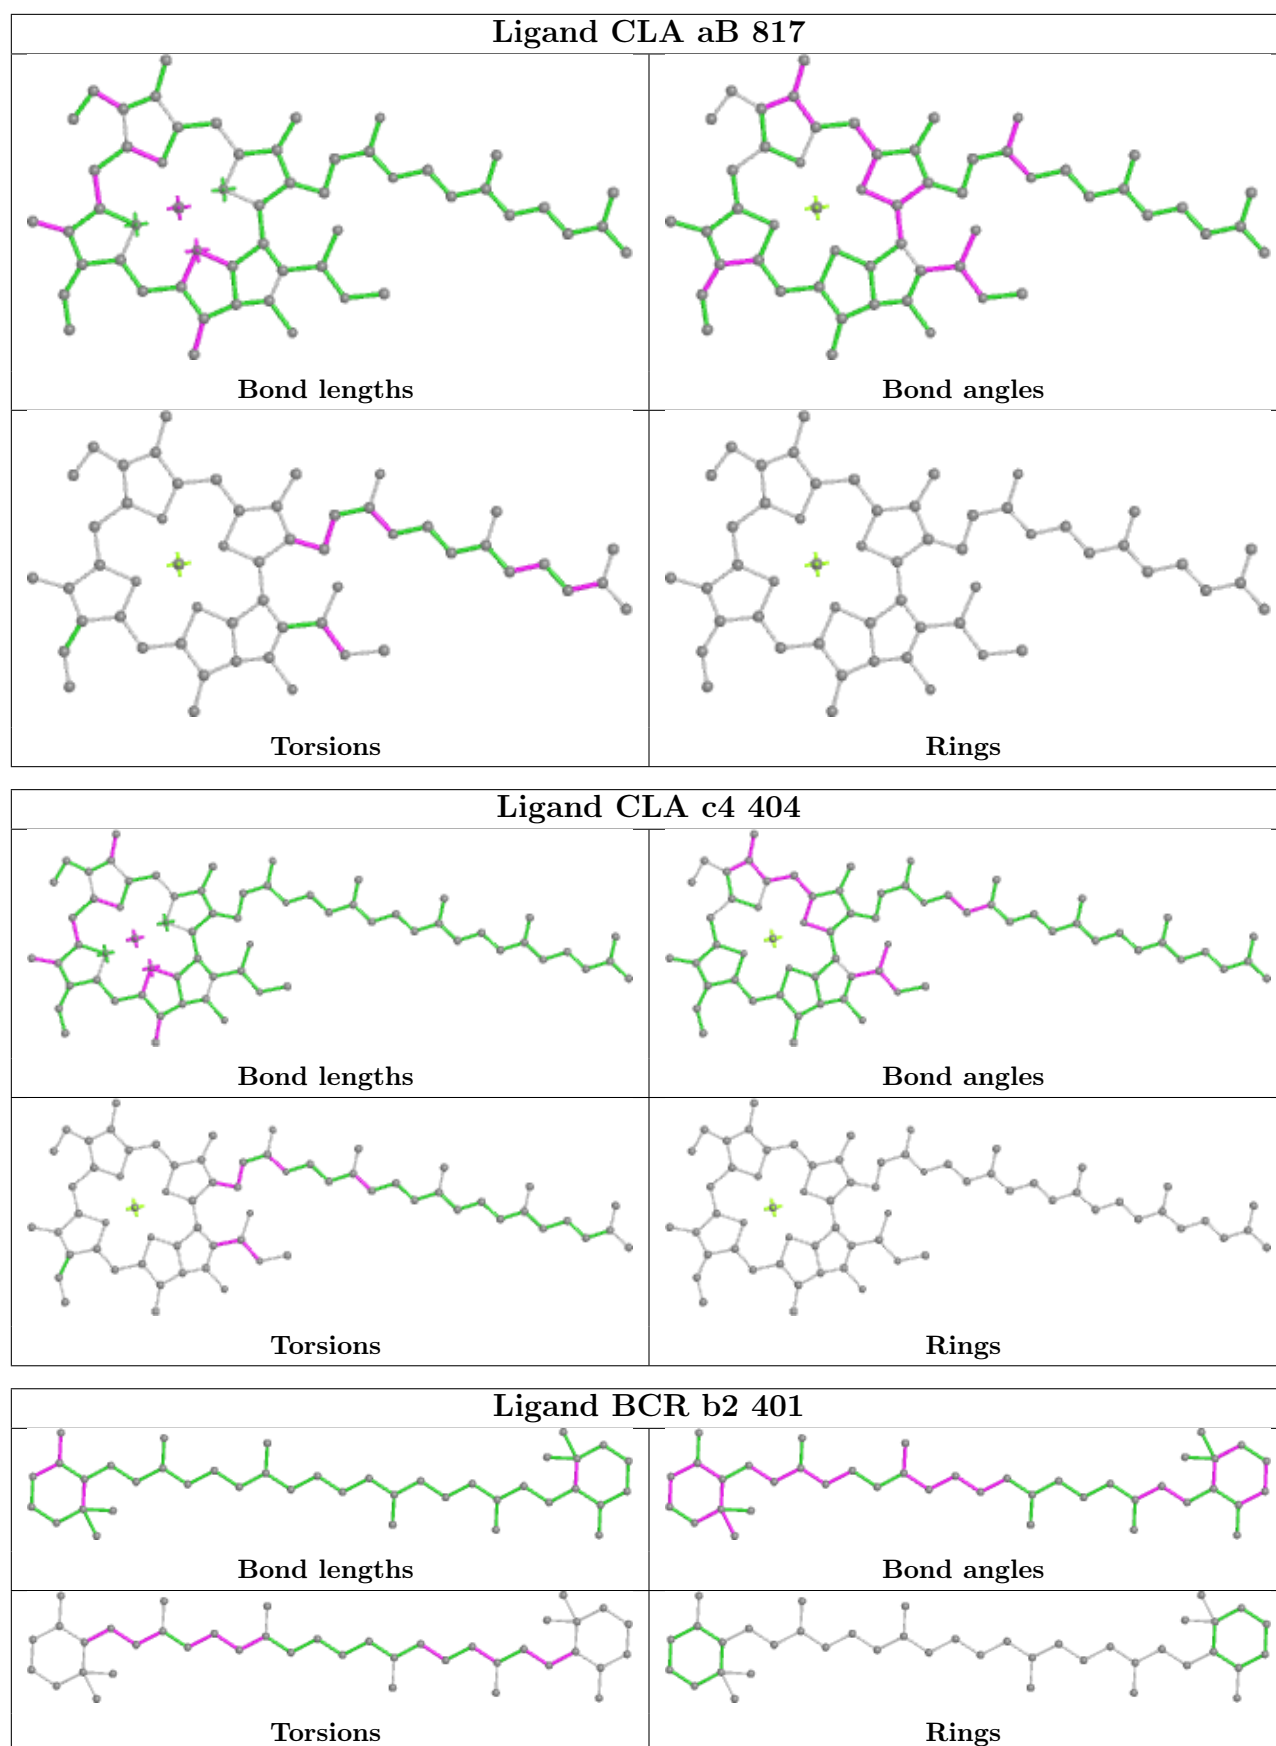 Ligand CLA aB 817
Bond lengths
Bond angles
Torsions
Rings
Ligand CLA c4 404
Bond lengths
Bond angles
Torsions
Rings
Ligand BCR b2 401
Bond lengths
Bond angles
Torsions
Rings